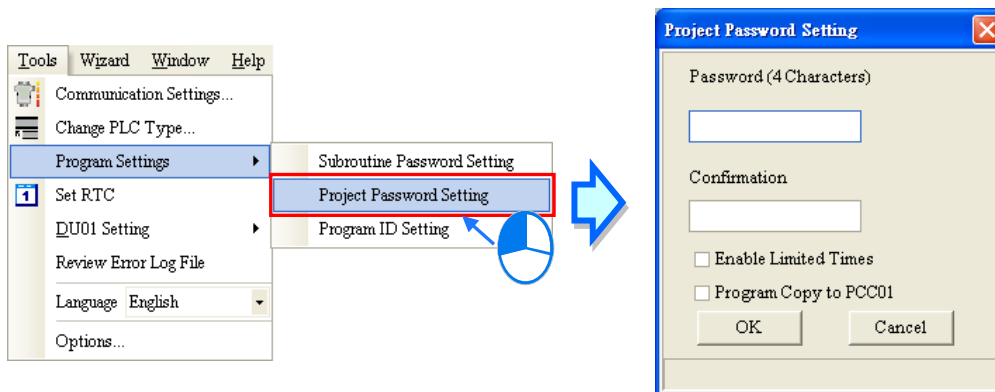 Tools Wizard Window Help
Communication Settings...
Change PLC Type...
Program Settings
Set RTC
DU01 Setting
Review Error Log File
Language English
Options...
Subroutine Password Setting
Project Password Setting
Program ID Setting
Project Password Setting
Password (4 Characters)
Confirmation
Enable Limited Times
Program Copy to PCC01
OK Cancel